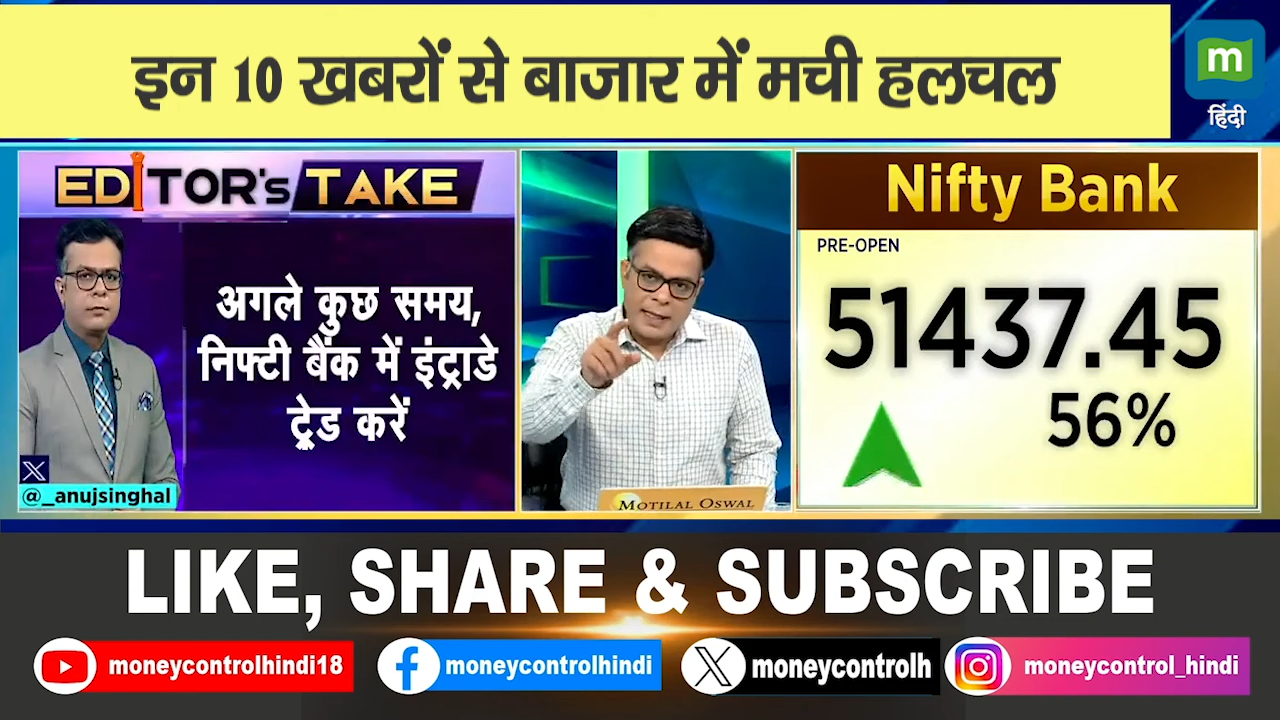 इन 10 खबरों से बाजार में मची हलचल
m
हिंदी
EDITOR's TAKE
अगले कुछ समय,
निफ्टी बैंक में इंट्राडे
ट्रेड करें
X
@_anujsinghal
MOTILAL OSWAL
Nifty Bank
PRE-OPEN
51437.45
56%
LIKE, SHARE & SUBSCRIBE
moneycontrolhindi18
moneycontrolhindi
moneycontrolh
moneycontrol_hindi